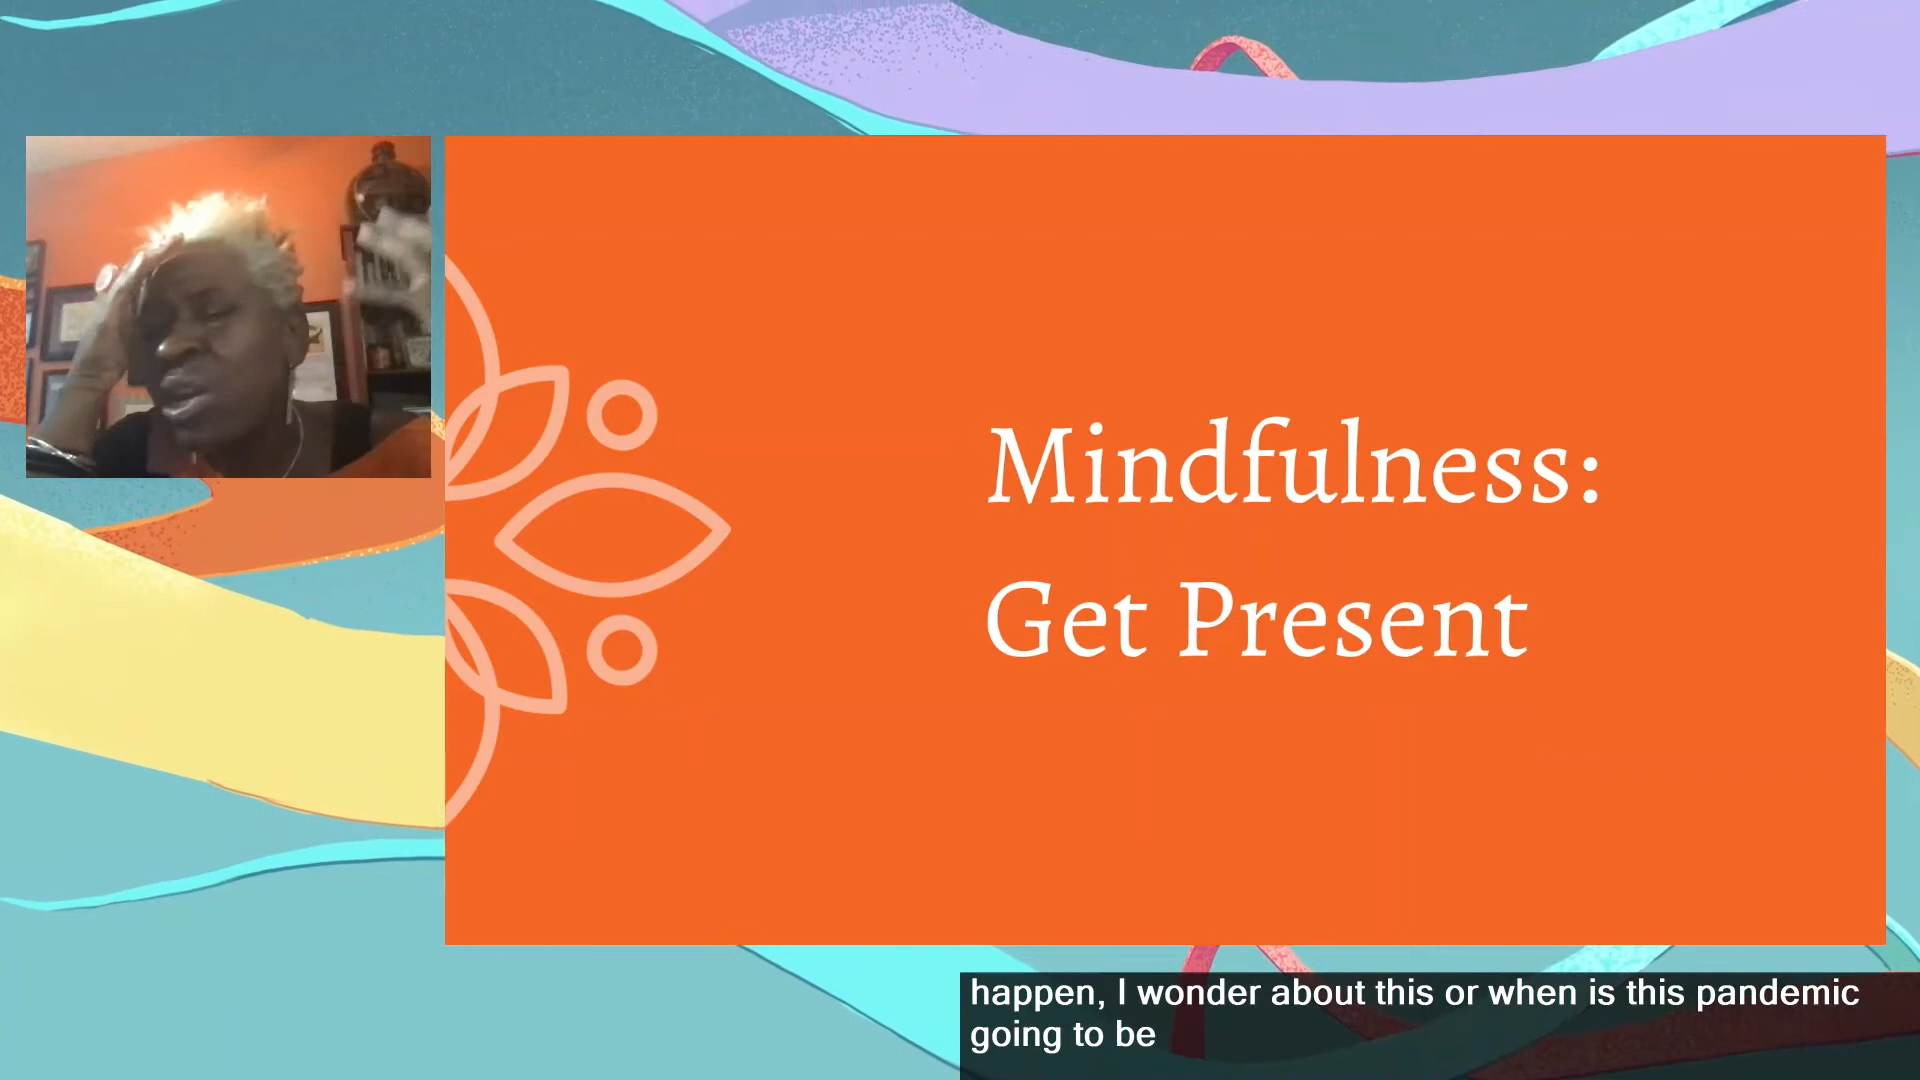 Mindfulness:
Get Present
happen, I wonder about this or when is this pandemic
going to be